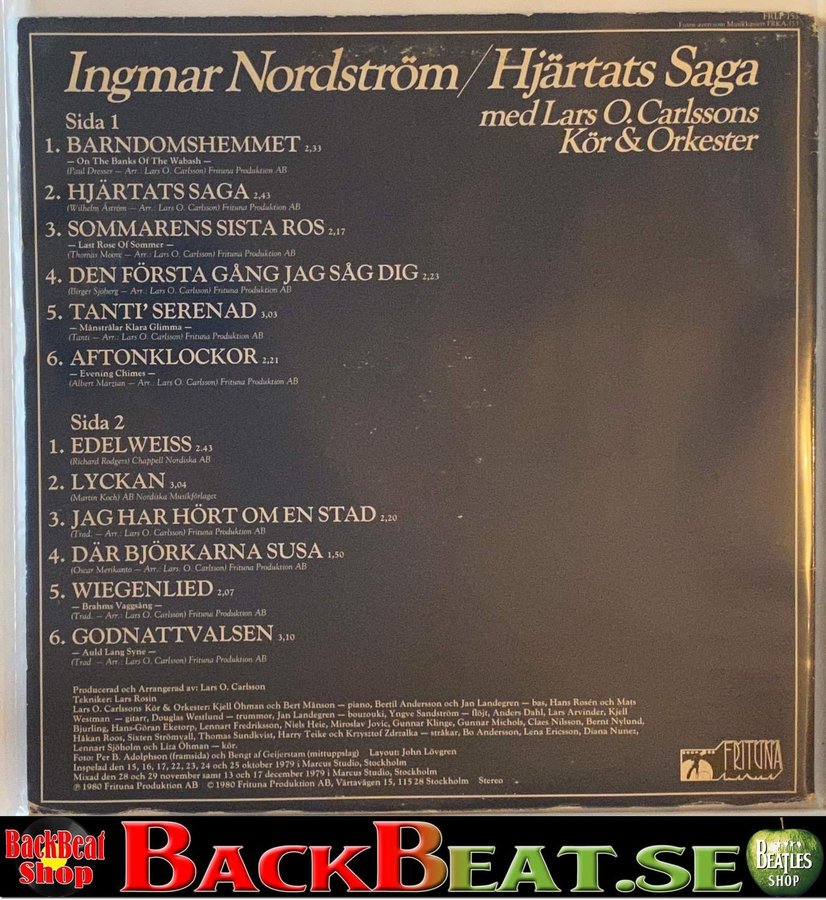 FRLP-153
Finns även som Musikkassett FRKA-153
Ingmar Nordström/Hjärtats Saga
med Lars O. Carlssons
Kör & Orkester
Sida 1
1. BARNDOMSHEMMET 2,33
— On The Banks Of The Wabash —
(Paul Dresser — Arr.: Lars O. Carlsson) Frituna Produktion AB
2. HJÄRTATS SAGA 2,43
(Wilhelm Åström — Arr.: Lars O. Carlsson) Frituna Produktion AB
3. SOMMARENS SISTA ROS 2,17
— Last Rose Of Sommer —
(Thomas Moore — Arr.: Lars O. Carlsson) Frituna Produktion AB
4. DEN FÖRSTA GÅNG JAG SÅG DIG 2,23
(Birger Sjöberg — Arr.: Lars O. Carlsson) Frituna Produktion AB
5. TANTI' SERENAD 3,03
— Månstrålar Klara Glimma —
(Tanti — Arr.: Lars O. Carlsson) Frituna Produktion AB
6. AFTONKLOCKOR 2,21
— Evening Chimes —
(Albert Marzian — Arr.: Lars O. Carlsson) Frituna Produktion AB
Sida 2
1. EDELWEISS 2.43
(Richard Rodgers) Chappell Nordiska AB
2. LYCKAN 3,04
(Martin Koch) AB Nordiska Musikförlaget
3. JAG HAR HÖRT OM EN STAD 2,20
(Trad. — Arr.: Lars O. Carlsson) Frituna Produktion AB
4. DÄR BJÖRKARNA SUSA 1,50
(Oscar Merikanto — Arr.: Lars. O. Carlsson) Frituna Produktion AB
5. WIEGENLIED 2,07
— Brahms Vaggsång —
(Trad. — Arr.: Lars O. Carlsson) Frituna Produktion AB
6. GODNATTVALSEN 3,10
— Auld Lang Syne —
(Trad — Arr.: Lars O. Carlsson) Frituna Produktion AB
Producerad och Arrangerad av: Lars O. Carlsson
Tekniker: Lars Rosin
Lars O. Carlssons Kör & Orkester: Kjell Öhman och Bert Månson — piano, Bertil Andersson och Jan Landegren — bas, Hans Rosén och Mats
Westman — gitarr, Douglas Westlund — trummor, Jan Landegren — bouzouki, Yngve Sandström — flöjt, Anders Dahl, Lars Arvinder, Kjell
Bjurling, Hans-Göran Eketorp, Lennart Fredriksson, Niels Heie, Miroslav Jovic, Gunnar Klinge, Gunnar Michols, Claes Nilsson, Bernt Nylund,
Håkan Roos, Sixten Strömvall, Thomas Sundkvist, Harry Teike och Krysztof Zdrzalka — stråkar, Bo Andersson, Lena Ericsson, Diana Nunez,
Lennart Sjöholm och Liza Öhman — kör.
Foto: Per B. Adolphson (framsida) och Bengt af Geijerstam (mittuppslag) Layout: John Lövgren
Inspelad den 15, 16, 17, 22, 23, 24 och 25 oktober 1979 i Marcus Studio, Stockholm
Mixad den 28 och 29 november samt 13 och 17 december 1979 i Marcus Studio, Stockholm
℗ 1980 Frituna Produktion AB © 1980 Frituna Produktion AB, Värtavägen 15, 115 28 Stockholm Stereo
FRITUNA
BackBeat
Shop
BACKBEAT.SE
BEATLES
SHOP